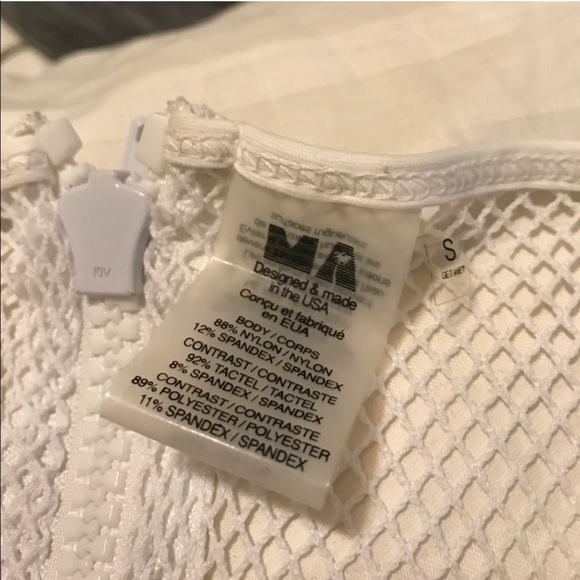 MA
Designed & made
in the USA
Conçu et fabriqué
en EUA
BODY / CORPS
88% NYLON / NYLON
12% SPANDEX / SPANDEX
CONTRAST / CONTRASTE
92% TACTEL / TACTEL
8% SPANDEX / SPANDEX
CONTRAST / CONTRASTE
89% POLYESTER / POLYESTER
11% SPANDEX / SPANDEX
S